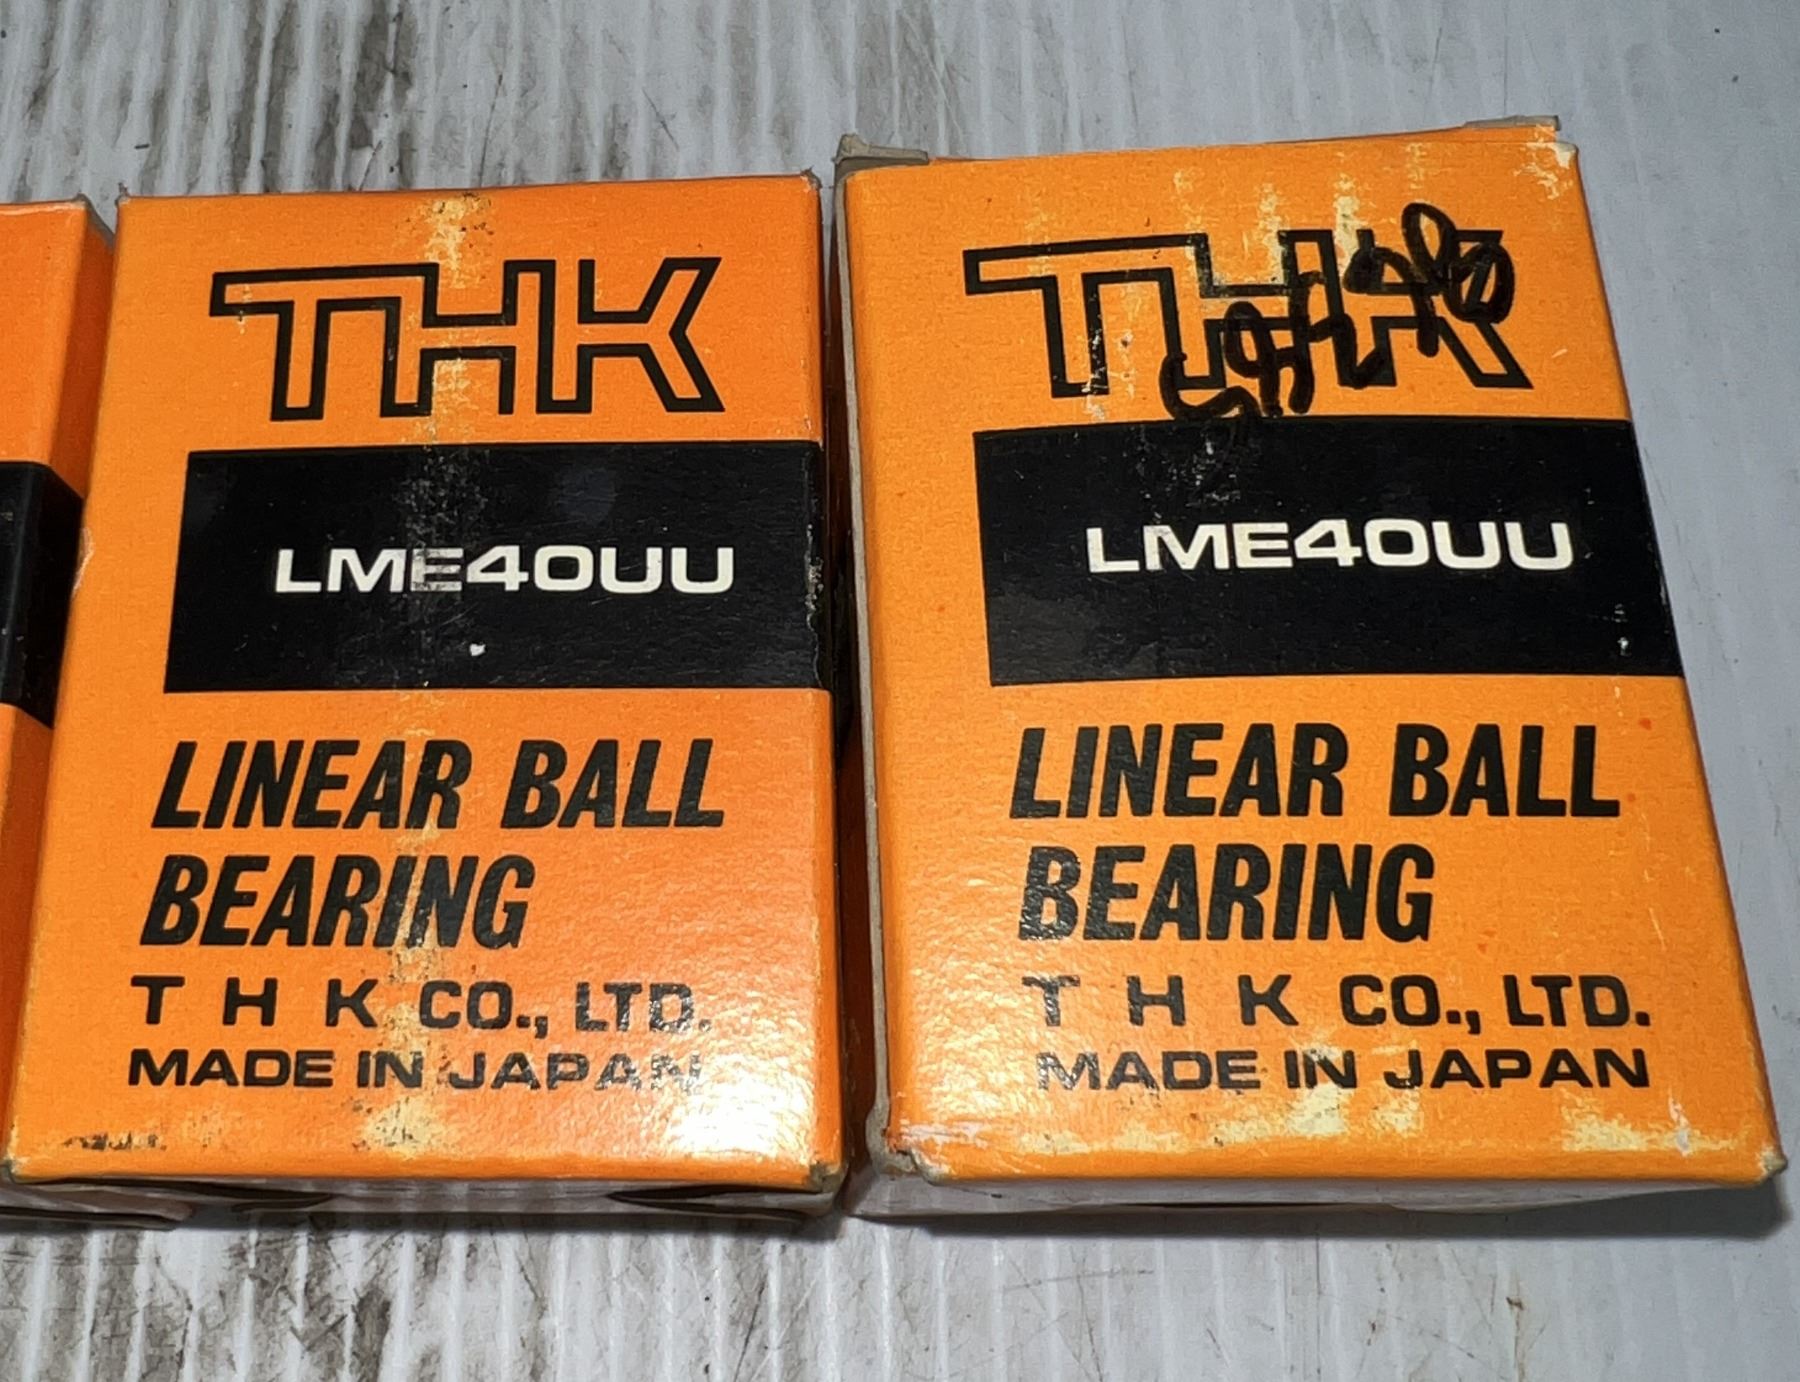 THK
LME40UU
LINEAR BALL
BEARING
T H K CO., LTD.
MADE IN JAPAN
THK
LME40UU
LINEAR BALL
BEARING
T H K CO., LTD.
MADE IN JAPAN